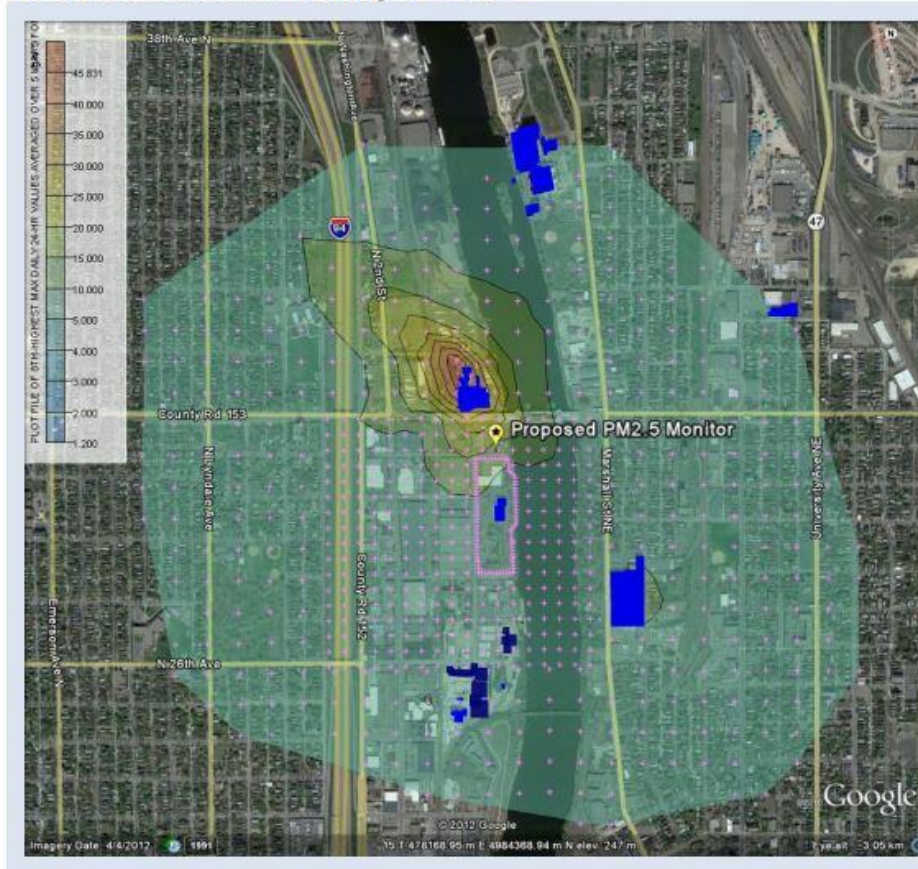 38th Ave N
N Washington Ave
N
45.831
40.000
35.000
30.000
25.000
20.000
15.000
10.000
5.000
4.000
3.000
2.000
1.200
PLOT FILE OF 8TH-HIGHEST MAX DAILY 24-HR VALUES AVERAGED OVER 5
94
47
N 2nd St
County Rd 153
Proposed PM2.5 Monitor
N Lyndale Ave
Marshall St NE
University Ave NE
County Rd 152
Emerson Ave N
N 26th Ave
Google
© 2012 Google
Imagery Date: 4/4/2012
1991
15 T 478168.95 m E 4984368.94 m N elev 247 m
Eye alt 3.05 km